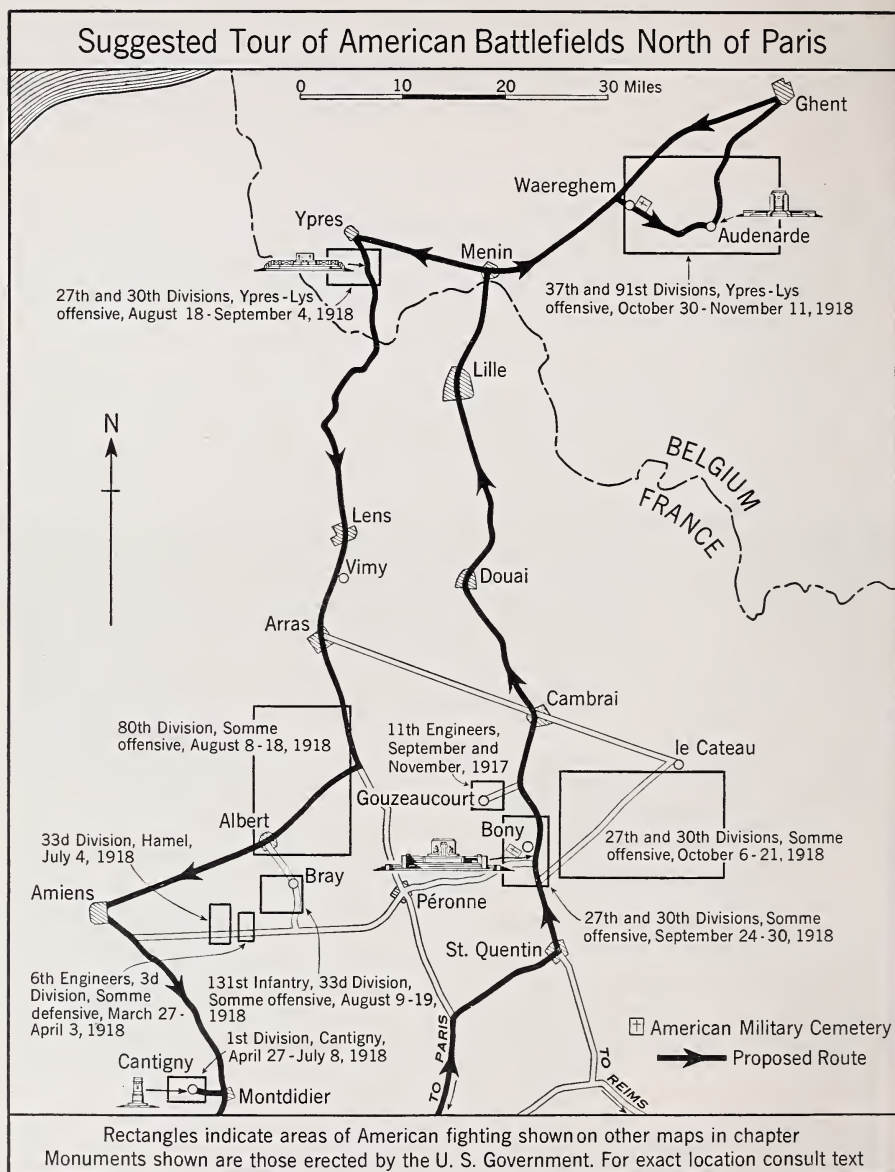 Suggested Tour of American Battlefields North of Paris
0 10 20 30 Miles
Ghent
Waereghem
Audenarde
Ypres
Menin
27th and 30th Divisions, Ypres-Lys
offensive, August 18-September 4, 1918
37th and 91st Divisions, Ypres-Lys
offensive, October 30-November 11, 1918
Lille
N
BELGIUM
FRANCE
Lens
Vimy
Douai
Arras
Cambrai
80th Division, Somme
offensive, August 8-18, 1918
11th Engineers,
September and
November, 1917
le Cateau
Gouzeaucourt
Albert
Bony
33d Division, Hamel,
July 4, 1918
27th and 30th Divisions, Somme
offensive, October 6-21, 1918
Bray
Amiens
Péronne
27th and 30th Divisions, Somme
offensive, September 24-30, 1918
St. Quentin
6th Engineers, 3d
Division, Somme
defensive, March 27-
April 3, 1918
131st Infantry, 33d Division,
Somme offensive, August 9-19,
1918
1st Division, Cantigny,
April 27-July 8, 1918
American Military Cemetery
Proposed Route
TO PARIS
TO REIMS
Cantigny
Montdidier
Rectangles indicate areas of American fighting shown on other maps in chapter
Monuments shown are those erected by the U. S. Government. For exact location consult text